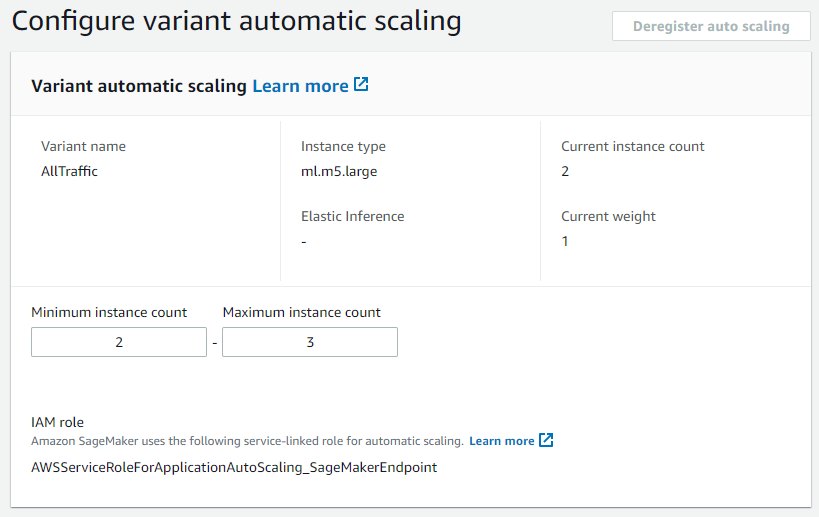 Configure variant automatic scaling
Deregister auto scaling
Variant automatic scaling Learn more
Variant name
AllTraffic
Instance type
ml.m5.large
Elastic Inference
-
Current instance count
2
Current weight
1
Minimum instance count
2
-
Maximum instance count
3
IAM role
Amazon SageMaker uses the following service-linked role for automatic scaling. Learn more
AWSServiceRoleForApplicationAutoScaling_SageMakerEndpoint